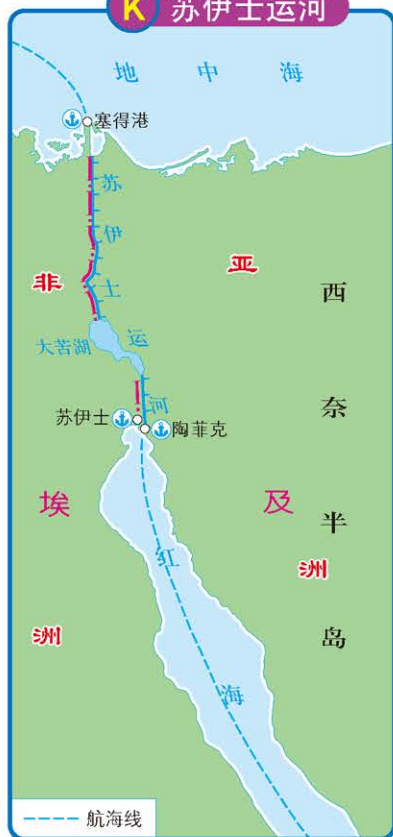 K 苏伊士运河
地中海
塞得港
苏伊士运河
非洲
亚洲
西奈半岛
大苦湖
苏伊士
陶菲克
埃及
红海
航海线